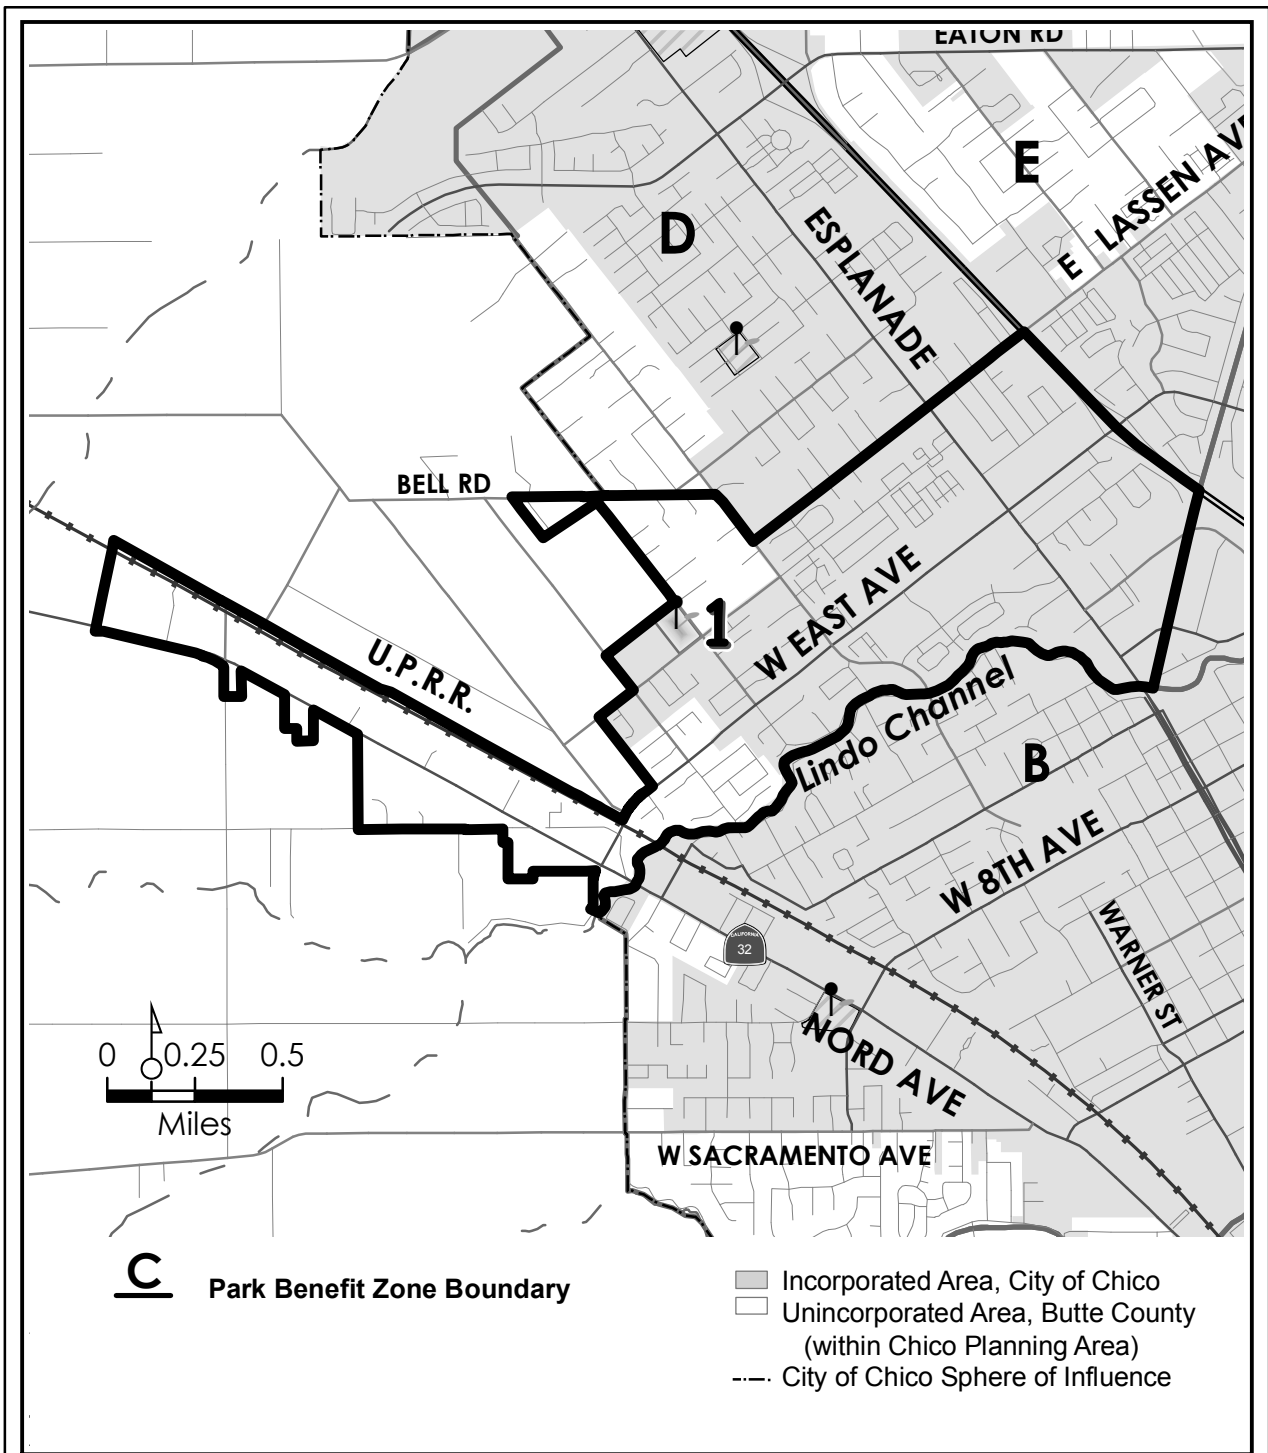 EATON RD
E
E LASSEN AVE
D
ESPLANADE
BELL RD
1
W EAST AVE
U.P.R.R.
Lindo Channel
B
W 8TH AVE
WARNER ST
CALIFORNIA
32
NORD AVE
0 0.25 0.5
Miles
W SACRAMENTO AVE
C Park Benefit Zone Boundary
Incorporated Area, City of Chico
Unincorporated Area, Butte County
(within Chico Planning Area)
City of Chico Sphere of Influence